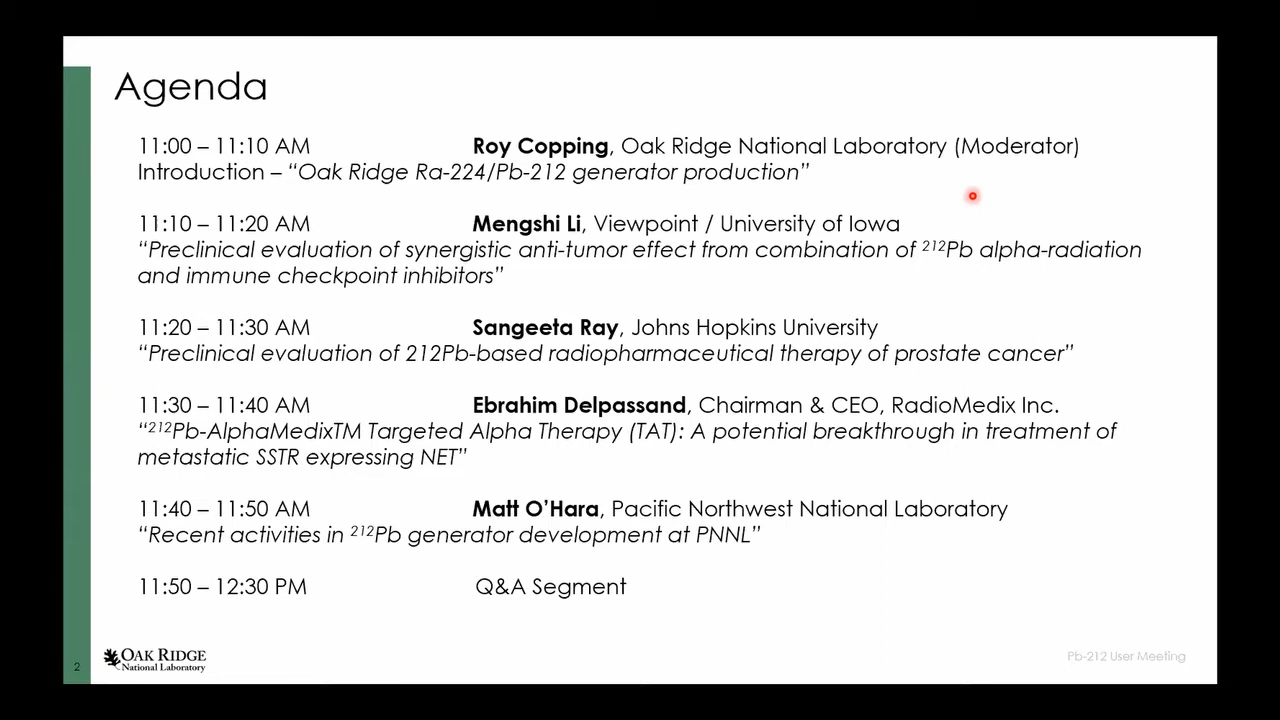 Agenda
11:00 – 11:10 AM Roy Copping, Oak Ridge National Laboratory (Moderator)
Introduction – “Oak Ridge Ra-224/Pb-212 generator production”
11:10 – 11:20 AM Mengshi Li, Viewpoint / University of Iowa
“Preclinical evaluation of synergistic anti-tumor effect from combination of ²¹²Pb alpha-radiation
and immune checkpoint inhibitors”
11:20 – 11:30 AM Sangeeta Ray, Johns Hopkins University
“Preclinical evaluation of 212Pb-based radiopharmaceutical therapy of prostate cancer”
11:30 – 11:40 AM Ebrahim Delpassand, Chairman & CEO, RadioMedix Inc.
“²¹²Pb-AlphaMedixTM Targeted Alpha Therapy (TAT): A potential breakthrough in treatment of
metastatic SSTR expressing NET”
11:40 – 11:50 AM Matt O’Hara, Pacific Northwest National Laboratory
“Recent activities in ²¹²Pb generator development at PNNL”
11:50 – 12:30 PM Q&A Segment
2
OAK RIDGE
National Laboratory
Pb-212 User Meeting